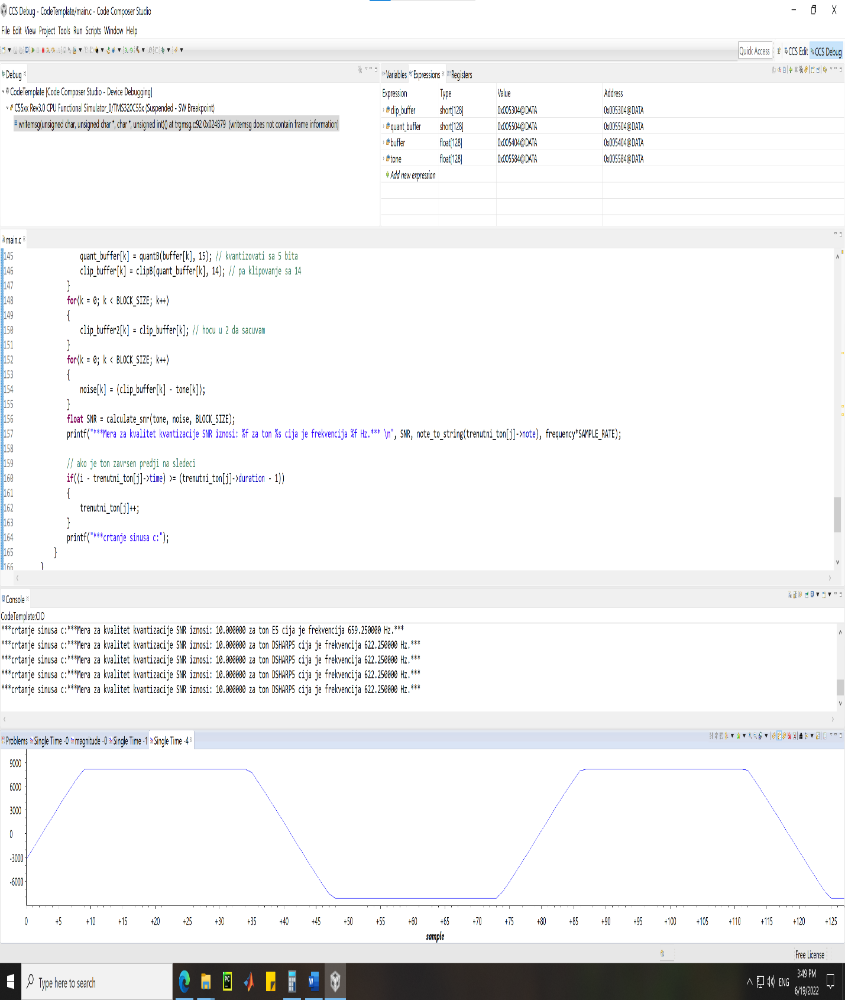 CCS Debug - CodeTemplate/main.c - Code Composer Studio
File Edit View Project Tools Run Scripts Window Help
Quick Access CCS Edit CCS Debug
Debug
CodeTemplate [Code Composer Studio - Device Debugging]
C55xx Rev3.0 CPU Functional Simulator_0/TMS320C55x (Suspended - SW Breakpoint)
writemsg(unsigned char, unsigned char *, char *, unsigned int)() at trgmsg.c:92 0x024879 (writemsg does not contain frame information)
Variables Expressions Registers
Expression Type Value Address
clip_buffer short[128] 0x005304@DATA 0x005304@DATA
quant_buffer short[128] 0x005504@DATA 0x005504@DATA
buffer float[128] 0x005404@DATA 0x005404@DATA
tone float[128] 0x005584@DATA 0x005584@DATA
Add new expression
main.c
145 quant_buffer[k] = quantB(buffer[k], 15); // kvantizovati sa 5 bita
146 clip_buffer[k] = clipB(quant_buffer[k], 14); // pa klipovanje sa 14
147 }
148 for(k = 0; k < BLOCK_SIZE; k++)
149 {
150 clip_buffer2[k] = clip_buffer[k]; // hocu u 2 da sacuvam
151 }
152 for(k = 0; k < BLOCK_SIZE; k++)
153 {
154 noise[k] = (clip_buffer[k] - tone[k]);
155 }
156 float SNR = calculate_snr(tone, noise, BLOCK_SIZE);
157 printf("***Mera za kvalitet kvantizacije SNR iznosi: %f za ton %s cija je frekvencija %f Hz.*** \n", SNR, note_to_string(trenutni_ton[j]->note), frequency*SAMPLE_RATE);
158
159 // ako je ton zavrsen predji na sledeci
160 if((i - trenutni_ton[j]->time) >= (trenutni_ton[j]->duration - 1))
161 {
162 trenutni_ton[j]++;
163 }
164 printf("***crtanje sinusa c:");
165 }
166 }
Console
CodeTemplate:CIO
***crtanje sinusa c:***Mera za kvalitet kvantizacije SNR iznosi: 10.000000 za ton E5 cija je frekvencija 659.250000 Hz.***
***crtanje sinusa c:***Mera za kvalitet kvantizacije SNR iznosi: 10.000000 za ton DSHARP5 cija je frekvencija 622.250000 Hz.***
***crtanje sinusa c:***Mera za kvalitet kvantizacije SNR iznosi: 10.000000 za ton DSHARP5 cija je frekvencija 622.250000 Hz.***
***crtanje sinusa c:***Mera za kvalitet kvantizacije SNR iznosi: 10.000000 za ton DSHARP5 cija je frekvencija 622.250000 Hz.***
***crtanje sinusa c:***Mera za kvalitet kvantizacije SNR iznosi: 10.000000 za ton DSHARP5 cija je frekvencija 622.250000 Hz.***
Problems Single Time -0 magnitude -0 Single Time -1 Single Time -4
9000
6000
3000
0
-3000
-6000
0 +5 +10 +15 +20 +25 +30 +35 +40 +45 +50 +55 +60 +65 +70 +75 +80 +85 +90 +95 +100 +105 +110 +115 +120 +125
sample
Free License
Type here to search
ENG
3:49 PM
6/19/2022